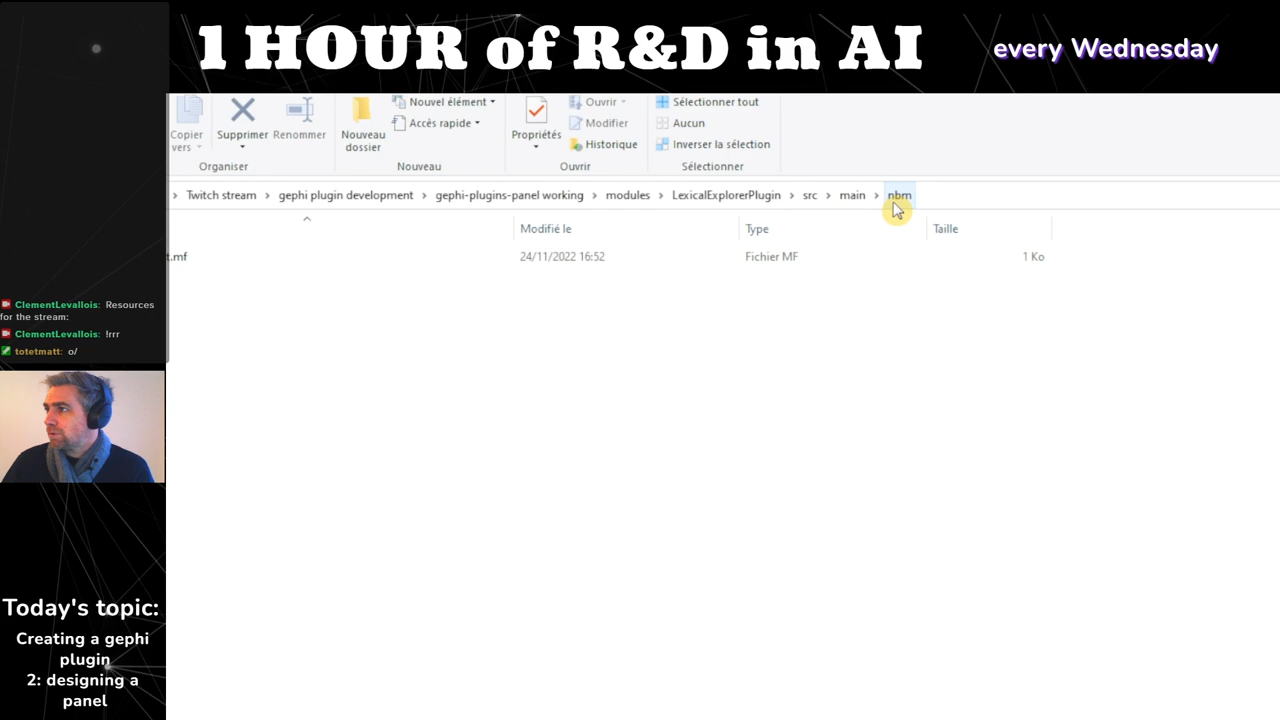 1 HOUR of R&D in AI
every Wednesday
Copier
vers
Supprimer
Renommer
Organiser
Nouveau
dossier
Nouvel élément
Accès rapide
Nouveau
Propriétés
Ouvrir
Modifier
Historique
Ouvrir
Sélectionner tout
Aucun
Inverser la sélection
Sélectionner
Twitch stream > gephi plugin development > gephi-plugins-panel working > modules > LexicalExplorerPlugin > src > main > nbm
Modifié le Type Taille
t.mf 24/11/2022 16:52 Fichier MF 1 Ko
ClementLevallois: Resources
for the stream:
ClementLevallois: !rrr
totetmatt: o/
Today's topic:
Creating a gephi
plugin
2: designing a
panel